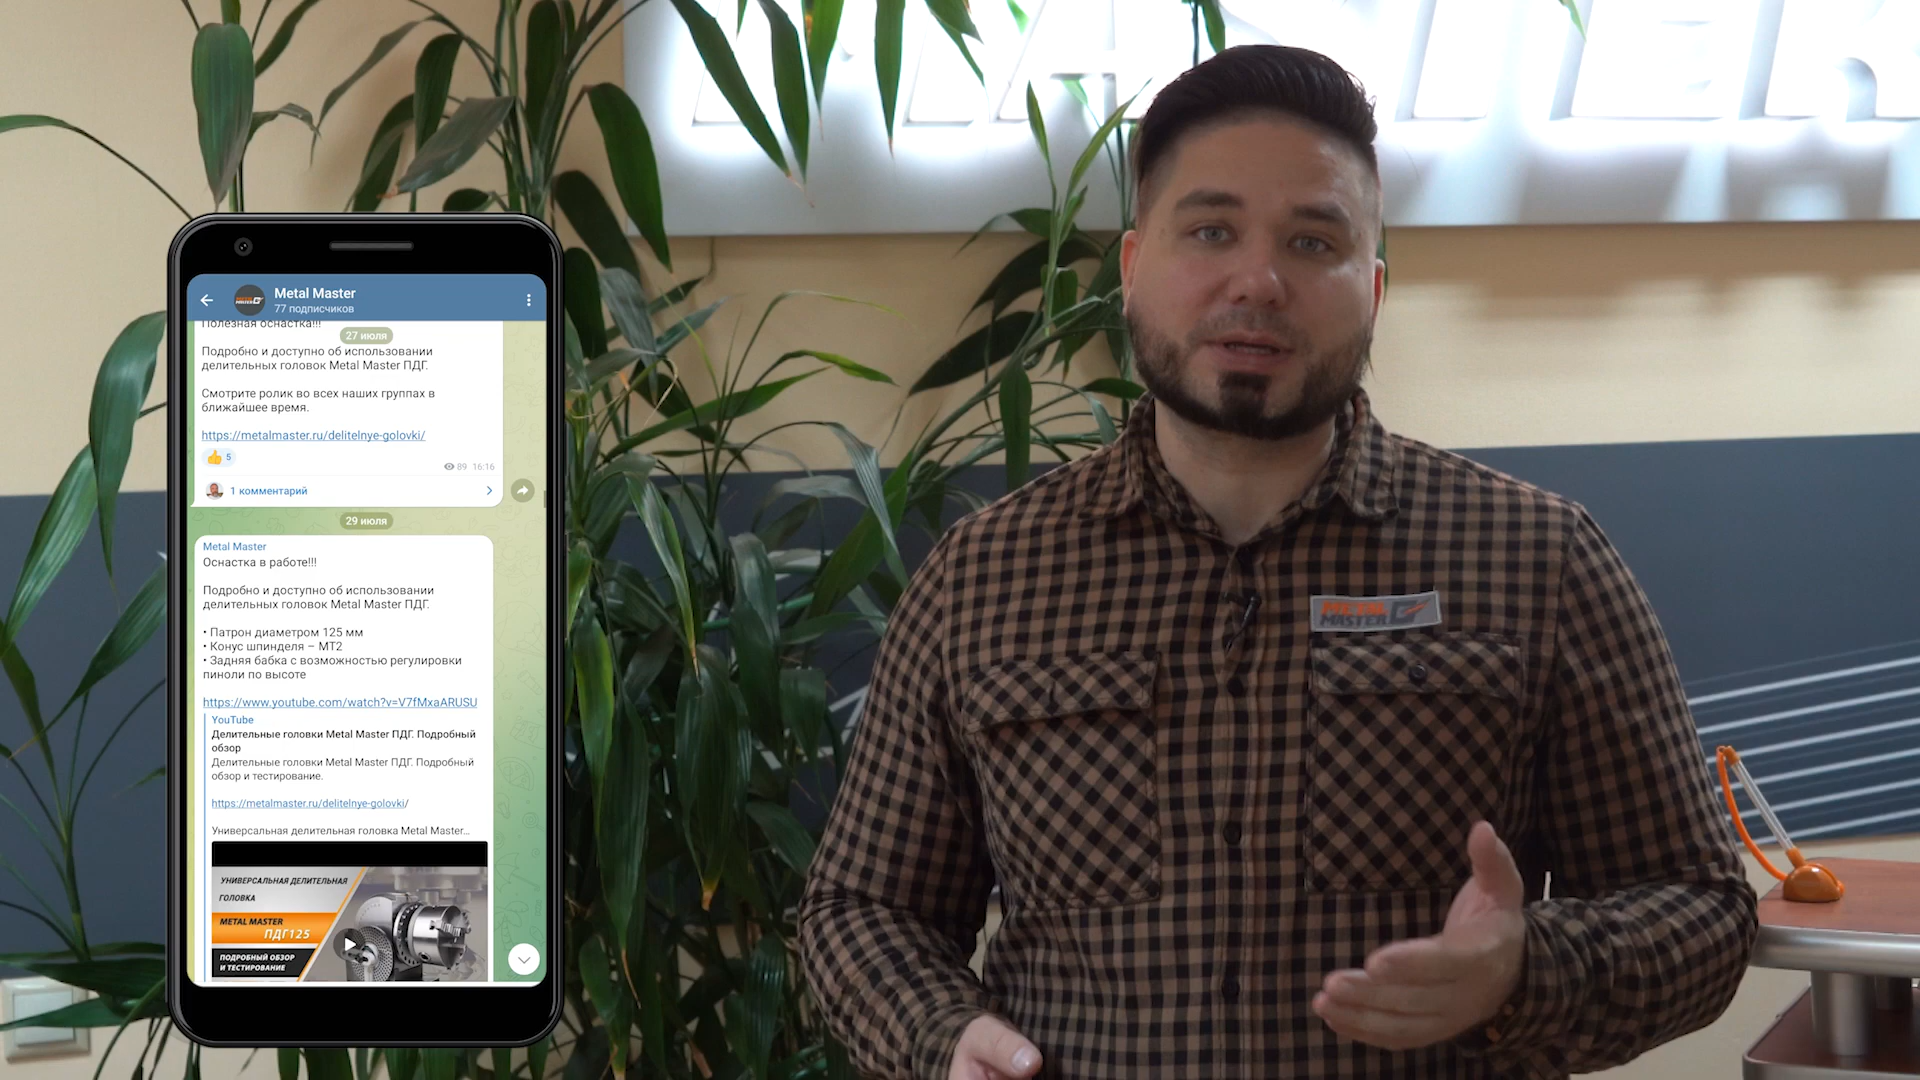 MASTER
Metal Master
77 подписчиков
Полезная оснастка!!!
27 июля
Подробно и доступно об использовании
делительных головок Metal Master ПДГ.
Смотрите ролик во всех наших группах в
ближайшее время.
https://metalmaster.ru/delitelnye-golovki/
5
89 16:16
1 комментарий
29 июля
Metal Master
Оснастка в работе!!!
Подробно и доступно об использовании
делительных головок Metal Master ПДГ.
• Патрон диаметром 125 мм
• Конус шпинделя – МТ2
• Задняя бабка с возможностью регулировки
пиноли по высоте
https://www.youtube.com/watch?v=V7fMxaARUSU
YouTube
Делительные головки Metal Master ПДГ. Подробный
обзор
Делительные головки Metal Master ПДГ. Подробный
обзор и тестирование.
https://metalmaster.ru/delitelnye-golovki/
Универсальная делительная головка Metal Master...
УНИВЕРСАЛЬНАЯ ДЕЛИТЕЛЬНАЯ
ГОЛОВКА
METAL MASTER
ПДГ125
ПОДРОБНЫЙ ОБЗОР
И ТЕСТИРОВАНИЕ
METAL
MASTER